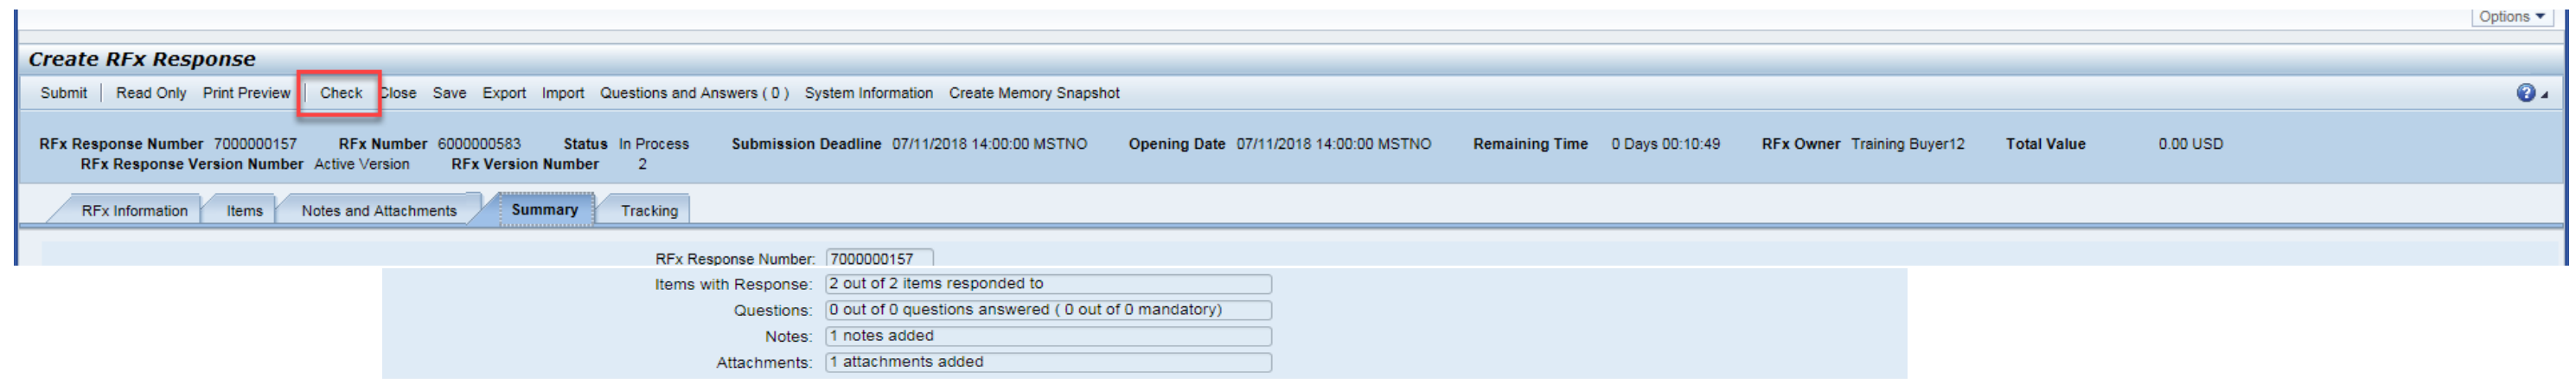 Options
Create RFx Response
Submit Read Only Print Preview Check Close Save Export Import Questions and Answers ( 0 ) System Information Create Memory Snapshot
RFx Response Number 7000000157 RFx Number 6000000583 Status In Process Submission Deadline 07/11/2018 14:00:00 MSTNO Opening Date 07/11/2018 14:00:00 MSTNO Remaining Time 0 Days 00:10:49 RFx Owner Training Buyer12 Total Value 0.00 USD
RFx Response Version Number Active Version RFx Version Number 2
RFx Information Items Notes and Attachments Summary Tracking
RFx Response Number: 7000000157
Items with Response: 2 out of 2 items responded to
Questions: 0 out of 0 questions answered ( 0 out of 0 mandatory)
Notes: 1 notes added
Attachments: 1 attachments added